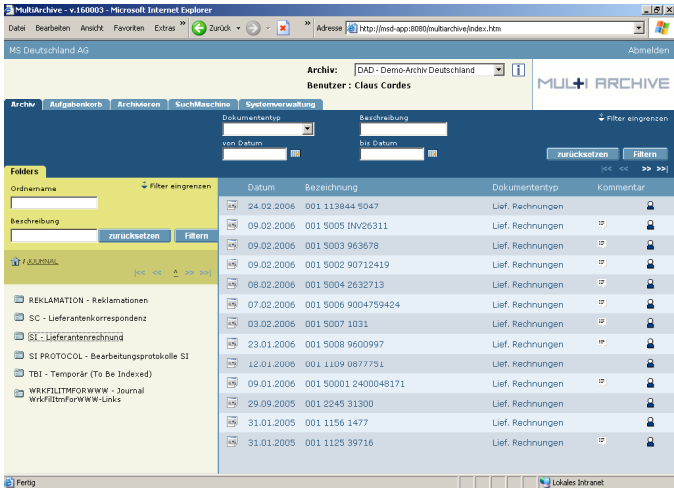 MultiArchive - v.160003 - Microsoft Internet Explorer
Datei Bearbeiten Ansicht Favoriten Extras » Zurück » Adresse http://msd-app:8080/multiarchive/index.htm
MS Deutschland AG Abmelden
Archiv: DAD - Demo-Archiv Deutschland
Benutzer : Claus Cordes
MULTI ARCHIVE
Archiv Aufgabenkorb Archivieren SuchMaschine Systemverwaltung
Dokumententyp Beschreibung Filter eingrenzen
von Datum bis Datum
zurücksetzen Filtern
|<< << >> >>|
Folders
Ordnername Filter eingrenzen
Beschreibung
zurücksetzen Filtern
/ JOURNAL
|<< << ^ >> >>|
REKLAMATION - Reklamationen
SC - Lieferantenkorrespondenz
SI - Lieferantenrechnung
SI PROTOCOL - Bearbeitungsprotokolle SI
TBI - Temporär (To Be Indexed)
WRKFILITMFORWWW - Journal
WrkFilItmForWWW-Links
Datum Bezeichnung Dokumententyp Kommentar
24.02.2006 001 113844 5047 Lief. Rechnungen
09.02.2006 001 5005 INV26311 Lief. Rechnungen
09.02.2006 001 5003 963678 Lief. Rechnungen
09.02.2006 001 5002 90712419 Lief. Rechnungen
08.02.2006 001 5004 2632713 Lief. Rechnungen
07.02.2006 001 5006 9004759424 Lief. Rechnungen
03.02.2006 001 5007 1031 Lief. Rechnungen
23.01.2006 001 5008 9600997 Lief. Rechnungen
12.01.2006 001 1109 0877751 Lief. Rechnungen
09.01.2006 001 50001 2400048171 Lief. Rechnungen
29.09.2005 001 2245 31300 Lief. Rechnungen
31.01.2005 001 1156 1477 Lief. Rechnungen
31.01.2005 001 1125 39716 Lief. Rechnungen
Fertig Lokales Intranet